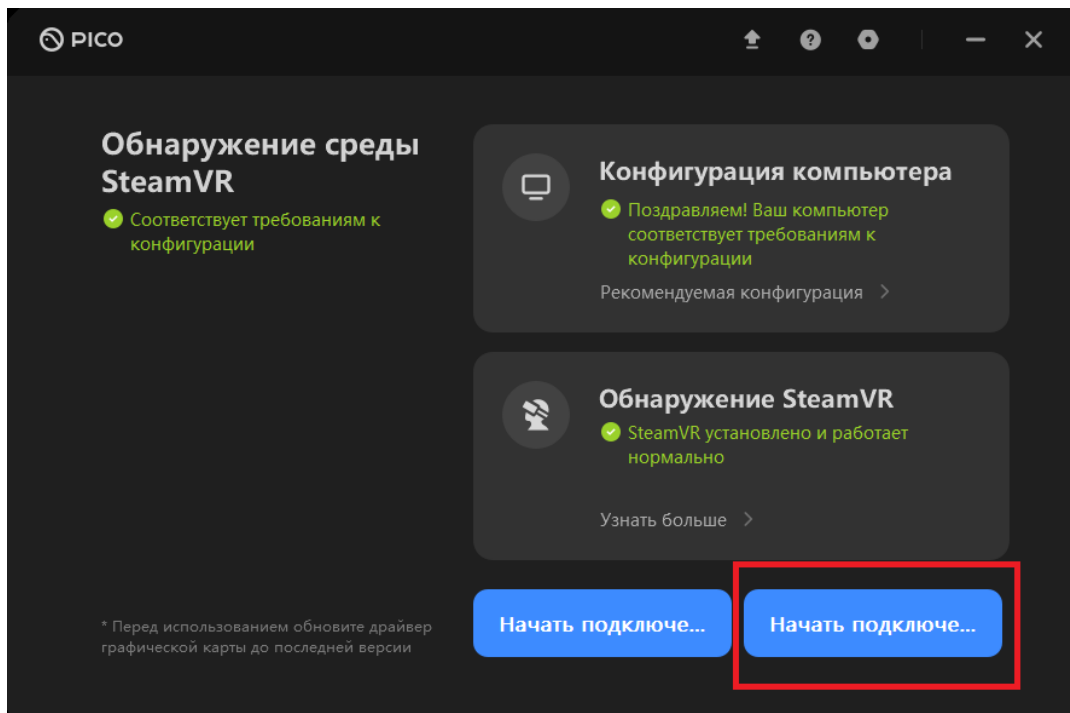 PICO
Обнаружение среды
SteamVR
Соответствует требованиям к
конфигурации
Конфигурация компьютера
Поздравляем! Ваш компьютер
соответствует требованиям к
конфигурации
Рекомендуемая конфигурация
Обнаружение SteamVR
SteamVR установлено и работает
нормально
Узнать больше
* Перед использованием обновите драйвер
графической карты до последней версии
Начать подключе...
Начать подключе...